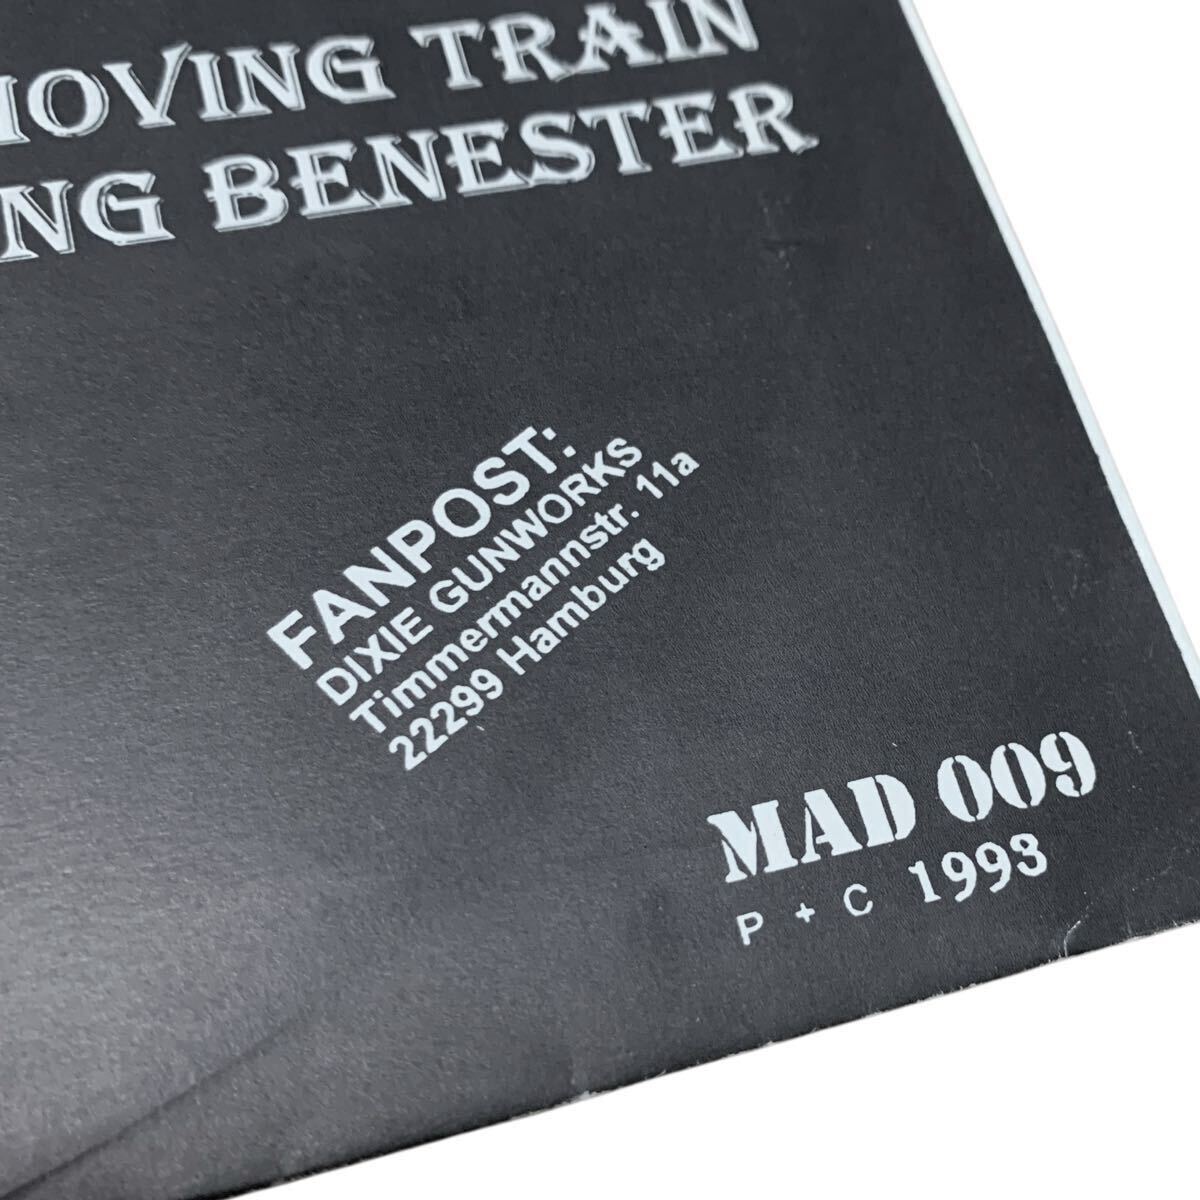 MOVING TRAIN
NG BENESTER
FANPOST:
DIXIE GUNWORKS
Timmermannstr. 11a
22299 Hamburg
MAD 009
P + C 1993